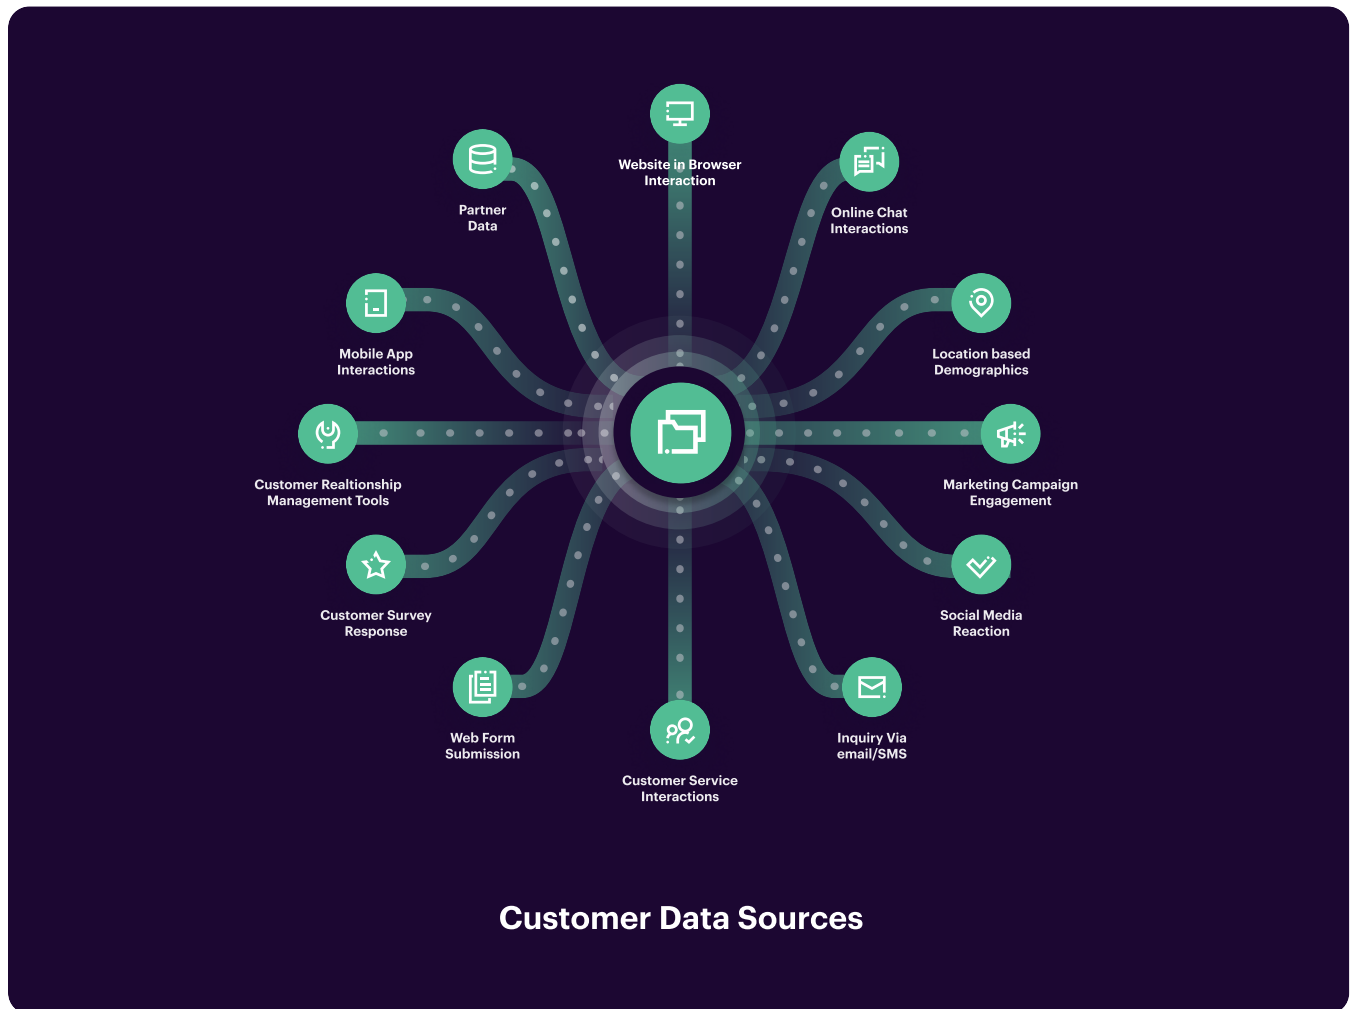 Website in Browser
Interaction
Partner
Data
Online Chat
Interactions
Mobile App
Interactions
Location based
Demographics
Customer Realtionship
Management Tools
Marketing Campaign
Engagement
Customer Survey
Response
Social Media
Reaction
Web Form
Submission
Inquiry Via
email/SMS
Customer Service
Interactions
Customer Data Sources